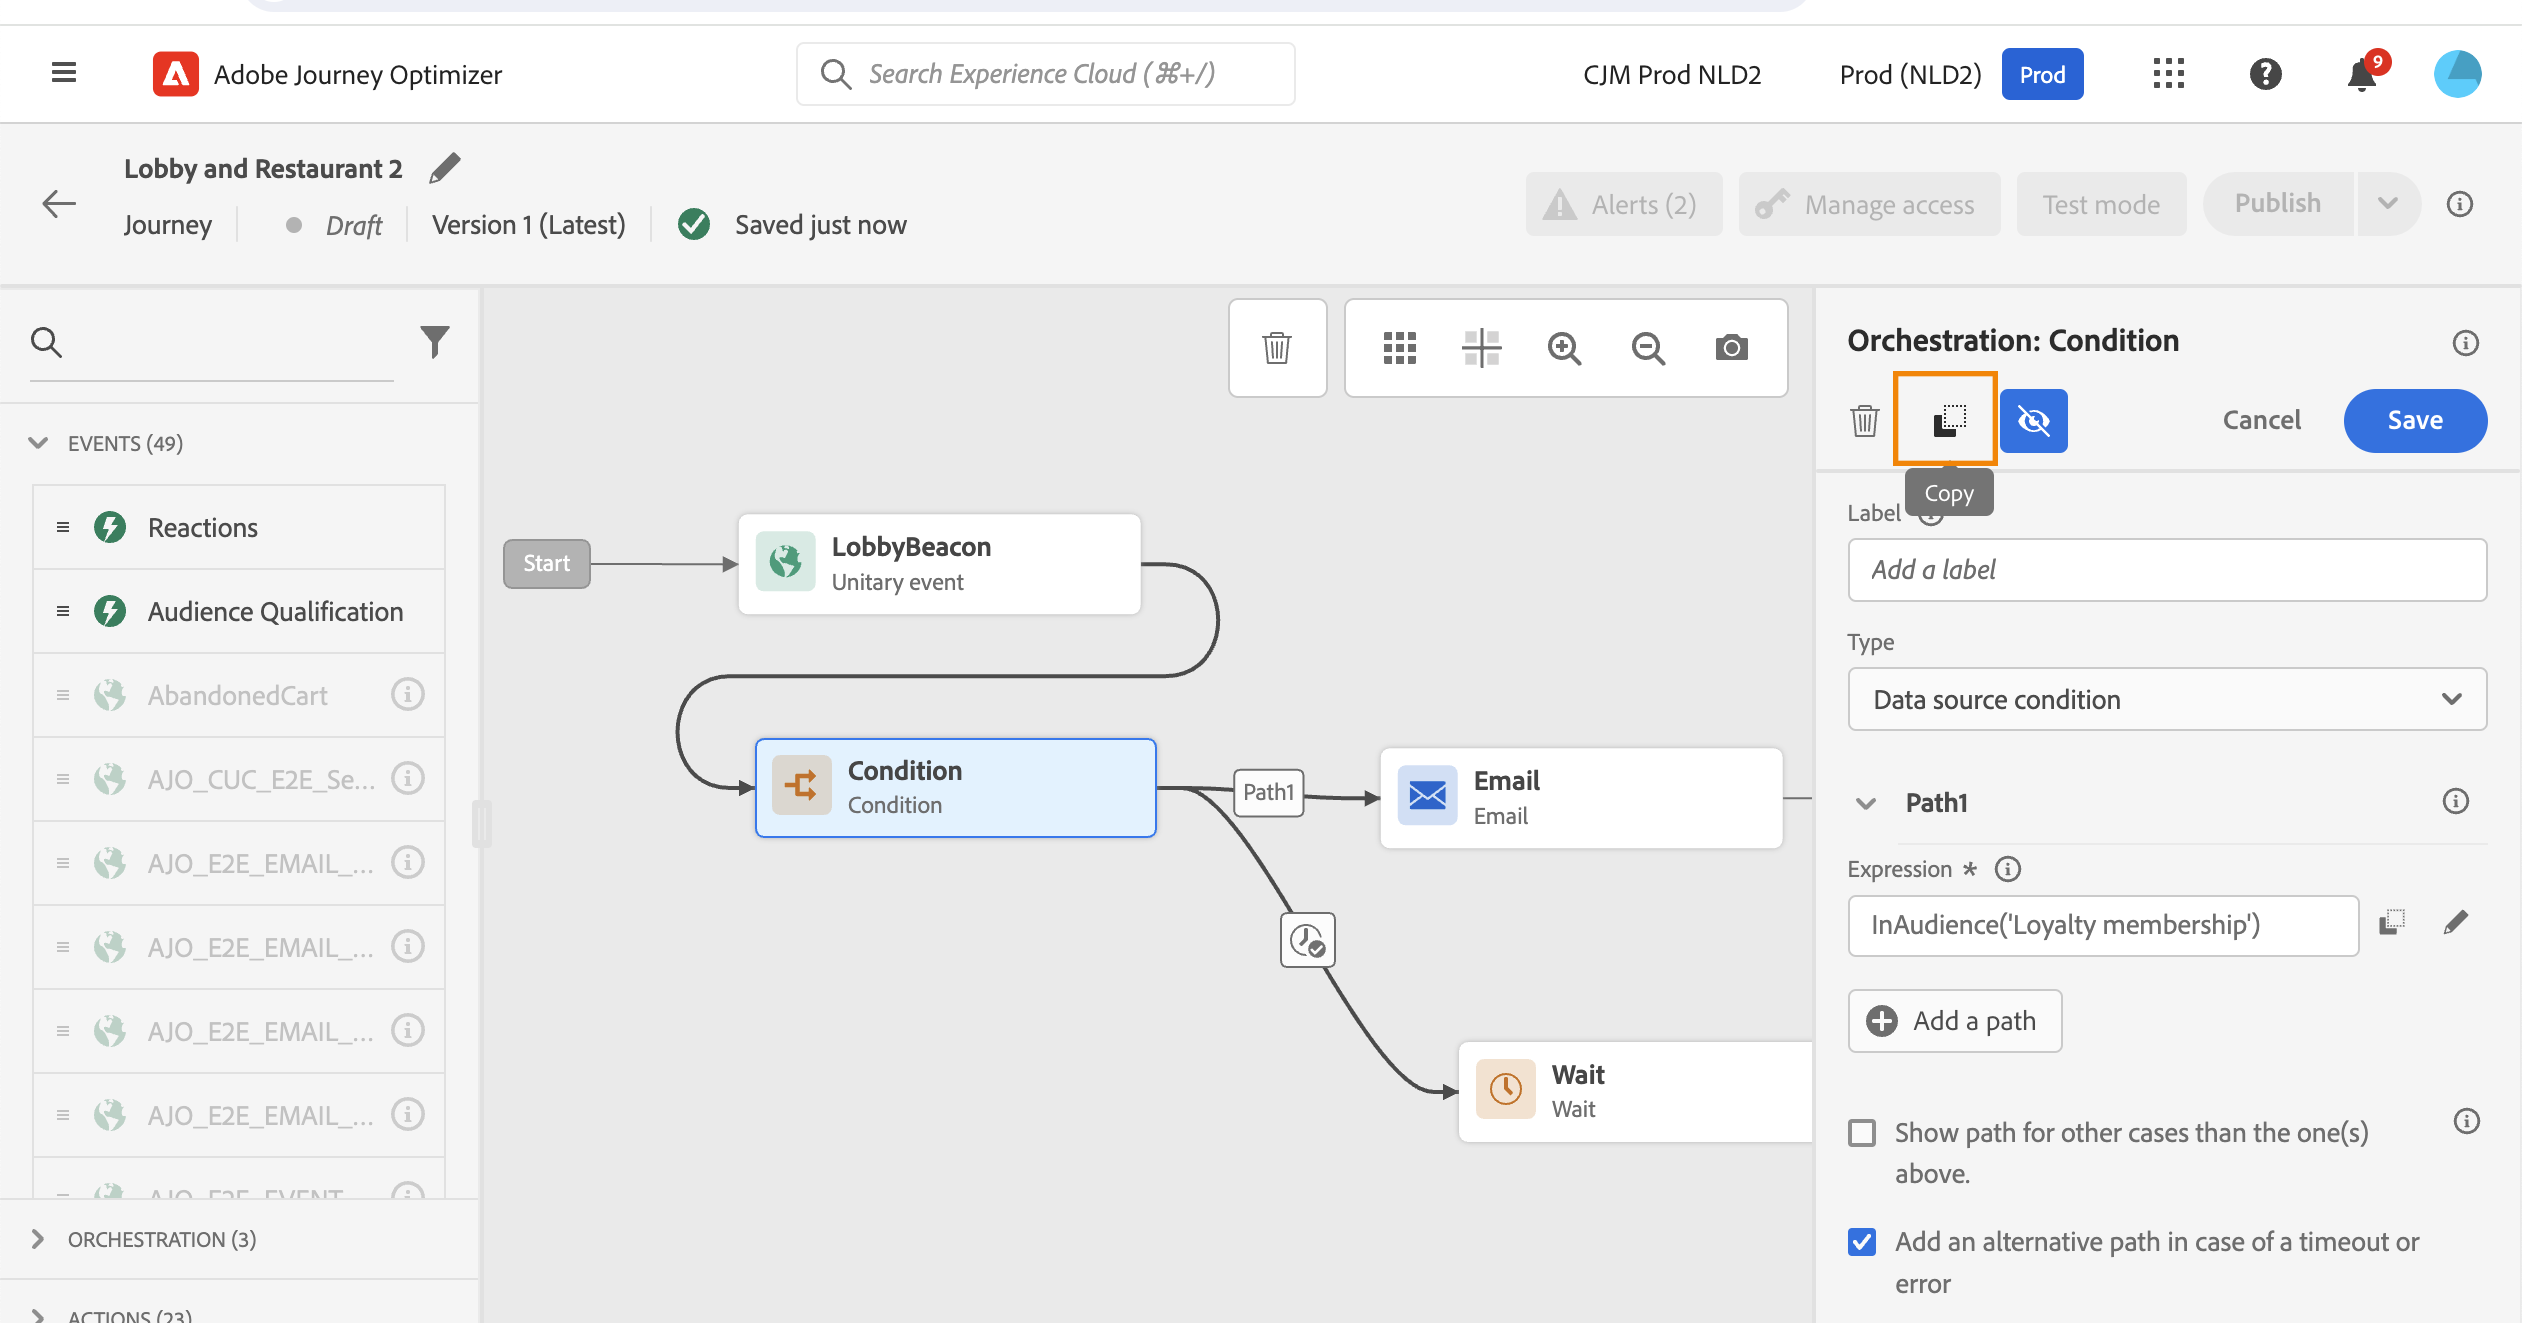 Adobe Journey Optimizer
Search Experience Cloud (⌘+/)
CJM Prod NLD2
Prod (NLD2)
Prod
9
Lobby and Restaurant 2
Journey
Draft
Version 1 (Latest)
Saved just now
Alerts (2)
Manage access
Test mode
Publish
EVENTS (49)
Reactions
Audience Qualification
AbandonedCart
AJO_CUC_E2E_Se...
AJO_E2E_EMAIL_...
AJO_E2E_EMAIL_...
AJO_E2E_EMAIL_...
AJO_E2E_EMAIL_...
AJO_E2E_EVENT
ORCHESTRATION (3)
ACTIONS (23)
Start
LobbyBeacon
Unitary event
Condition
Condition
Path1
Email
Email
Wait
Wait
Orchestration: Condition
Cancel
Save
Copy
Label
Add a label
Type
Data source condition
Path1
Expression *
InAudience('Loyalty membership')
Add a path
Show path for other cases than the one(s)
above.
Add an alternative path in case of a timeout or
error